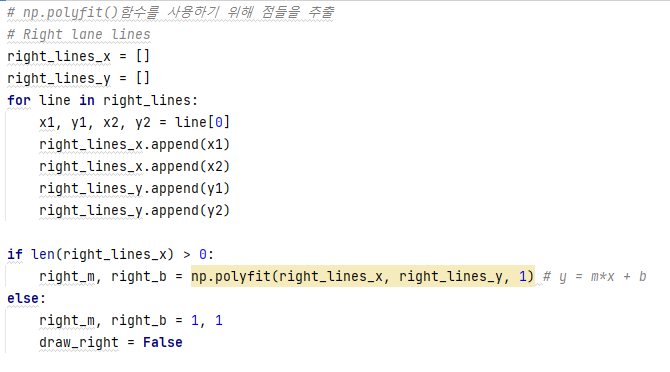 # np.polyfit()함수를 사용하기 위해 점들을 추출
# Right lane lines
right_lines_x = []
right_lines_y = []
for line in right_lines:
    x1, y1, x2, y2 = line[0]
    right_lines_x.append(x1)
    right_lines_x.append(x2)
    right_lines_y.append(y1)
    right_lines_y.append(y2)

if len(right_lines_x) > 0:
    right_m, right_b = np.polyfit(right_lines_x, right_lines_y, 1) # y = m*x + b
else:
    right_m, right_b = 1, 1
    draw_right = False